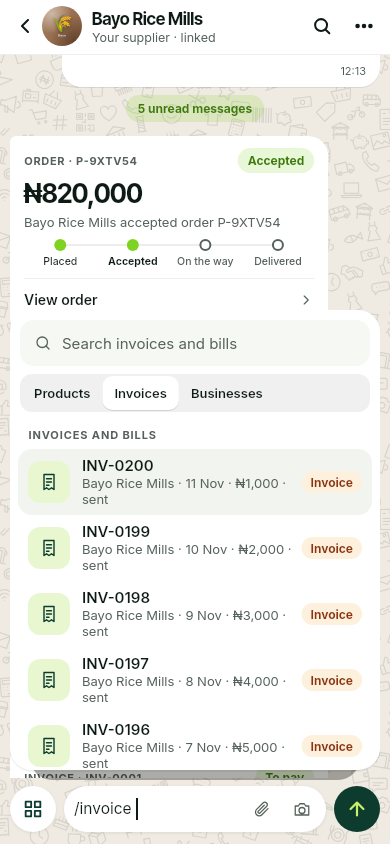 Bayo Rice Mills
Your supplier · linked
12:13
5 unread messages
ORDER · P-9XTV54
Accepted
₦820,000
Bayo Rice Mills accepted order P-9XTV54
Placed
Accepted
On the way
Delivered
View order
Search invoices and bills
Products
Invoices
Businesses
INVOICES AND BILLS
INV-0200
Bayo Rice Mills · 11 Nov · ₦1,000 ·
sent
Invoice
INV-0199
Bayo Rice Mills · 10 Nov · ₦2,000 ·
sent
Invoice
INV-0198
Bayo Rice Mills · 9 Nov · ₦3,000 ·
sent
Invoice
INV-0197
Bayo Rice Mills · 8 Nov · ₦4,000 ·
sent
Invoice
INV-0196
Bayo Rice Mills · 7 Nov · ₦5,000 ·
sent
Invoice
INVOICE · INV-0001
To pay
/invoice